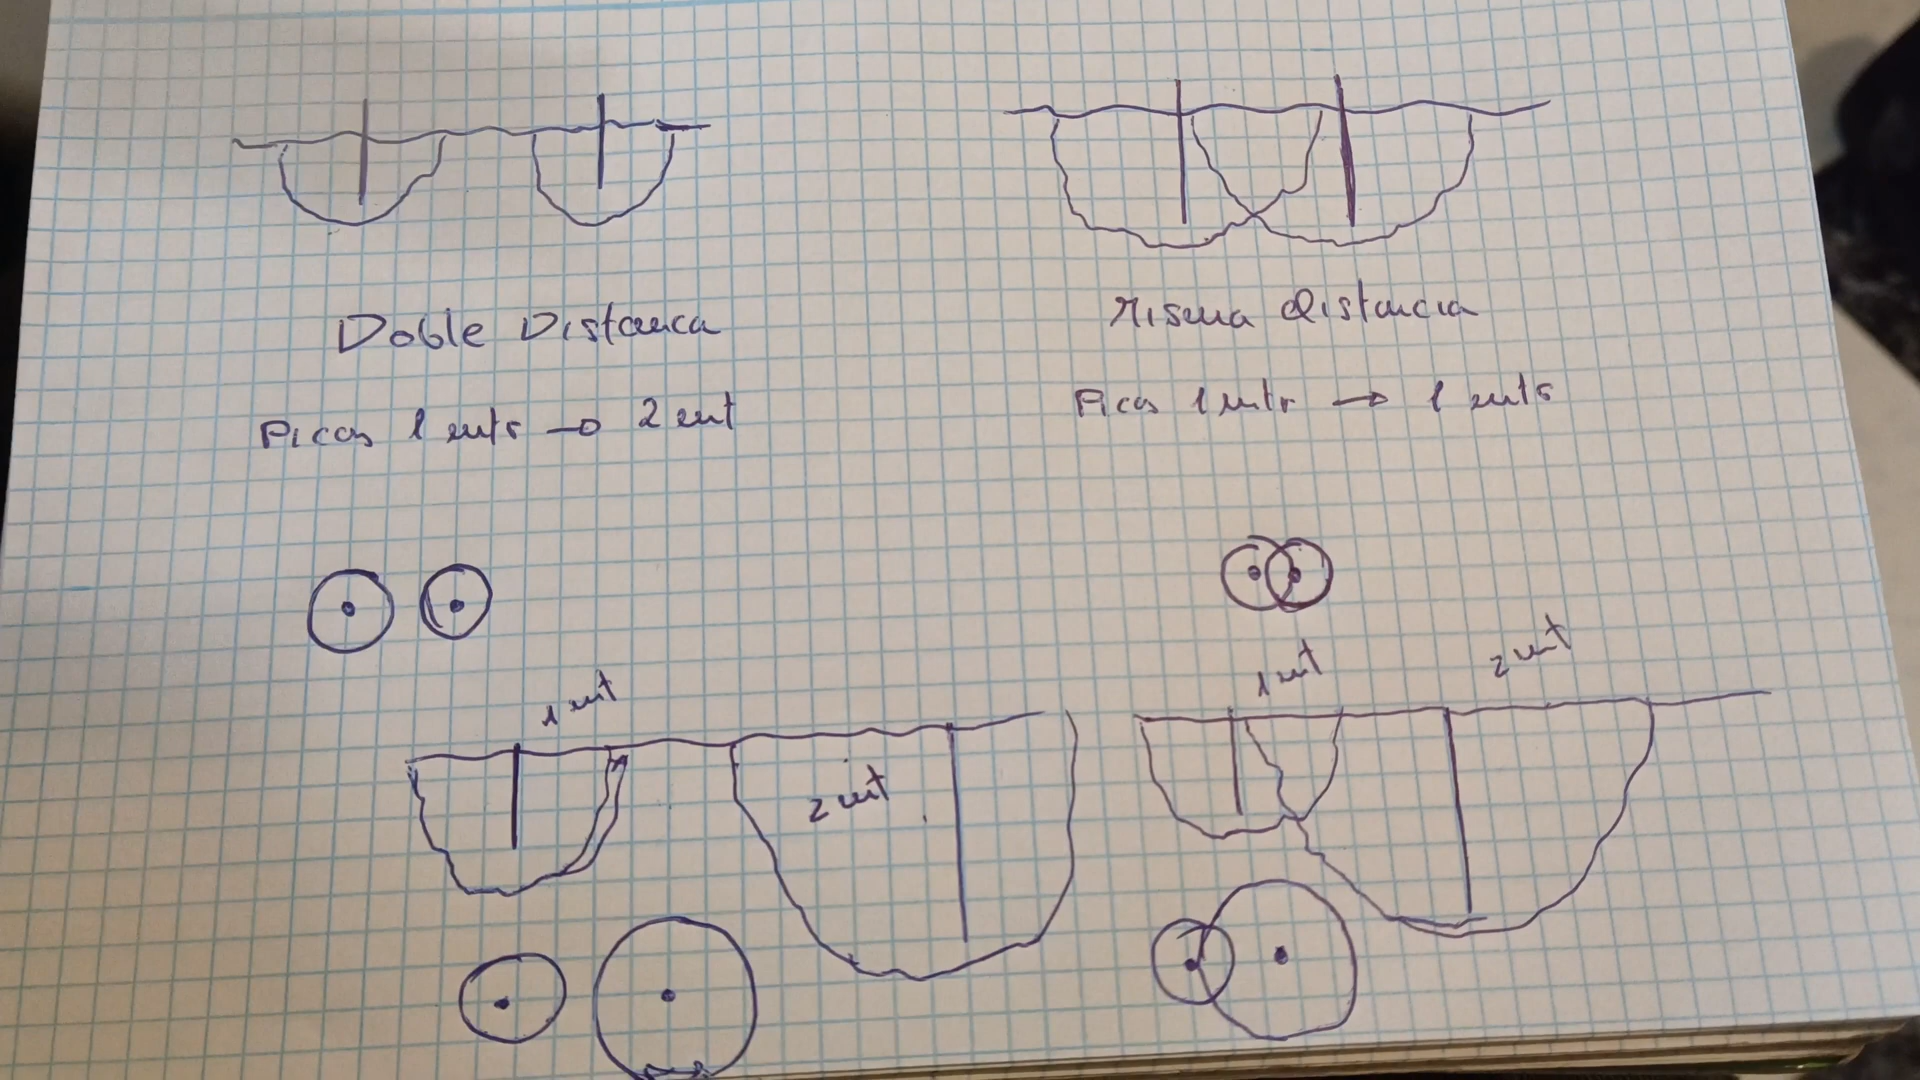 Doble Distancia
Misma distancia
Picas 1 mts → 2 mt
Picas 1 mtr → 1 mts
1 mt
2 mt
1 mt
2 mt